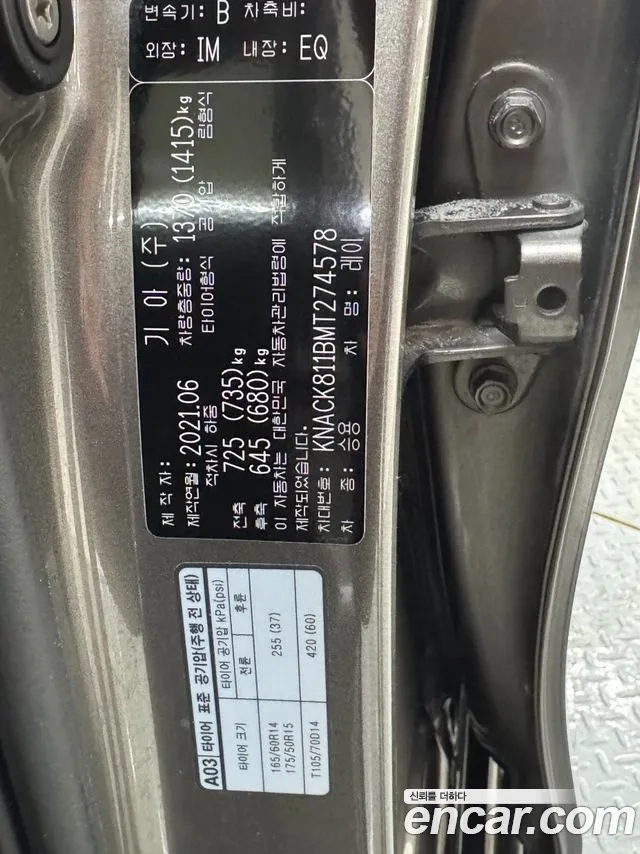 변속기: B 차축비:
외장: IM 내장: EQ
제 작 자: 기 아 (주)
제작연월: 2021.06 차량총중량: 1370 (1415)kg
적차시 하중 타이어형식 공기압 림형식
전축 725 (735)kg
후축 645 (680)kg
이 자동차는 대한민국 자동차관리법령에 적합하게
제작되었습니다.
차대번호: KNACK811BMT274578
차 종: 승용 차 명: 레이
A03 타이어 표준 공기압(주행 전 상태)
타이어 크기 타이어 공기압 kPa(psi)
전륜 후륜
165/60R14 255 (37)
175/50R15
T105/70D14 420 (60)
신뢰를 더하다
encar.com